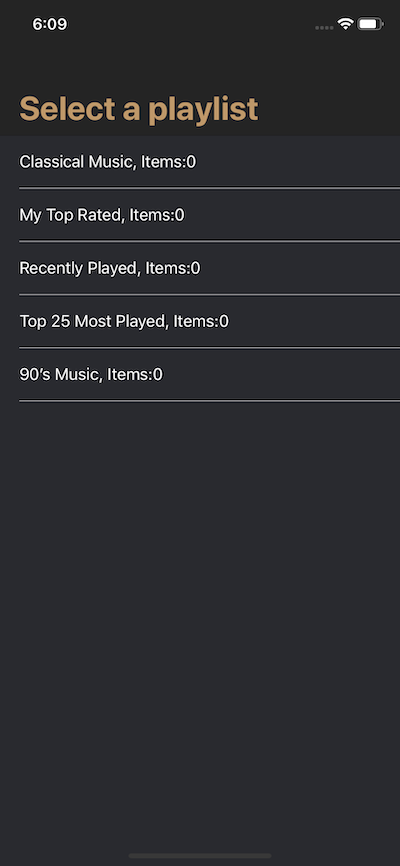 6:09
Select a playlist
Classical Music, Items:0
My Top Rated, Items:0
Recently Played, Items:0
Top 25 Most Played, Items:0
90’s Music, Items:0